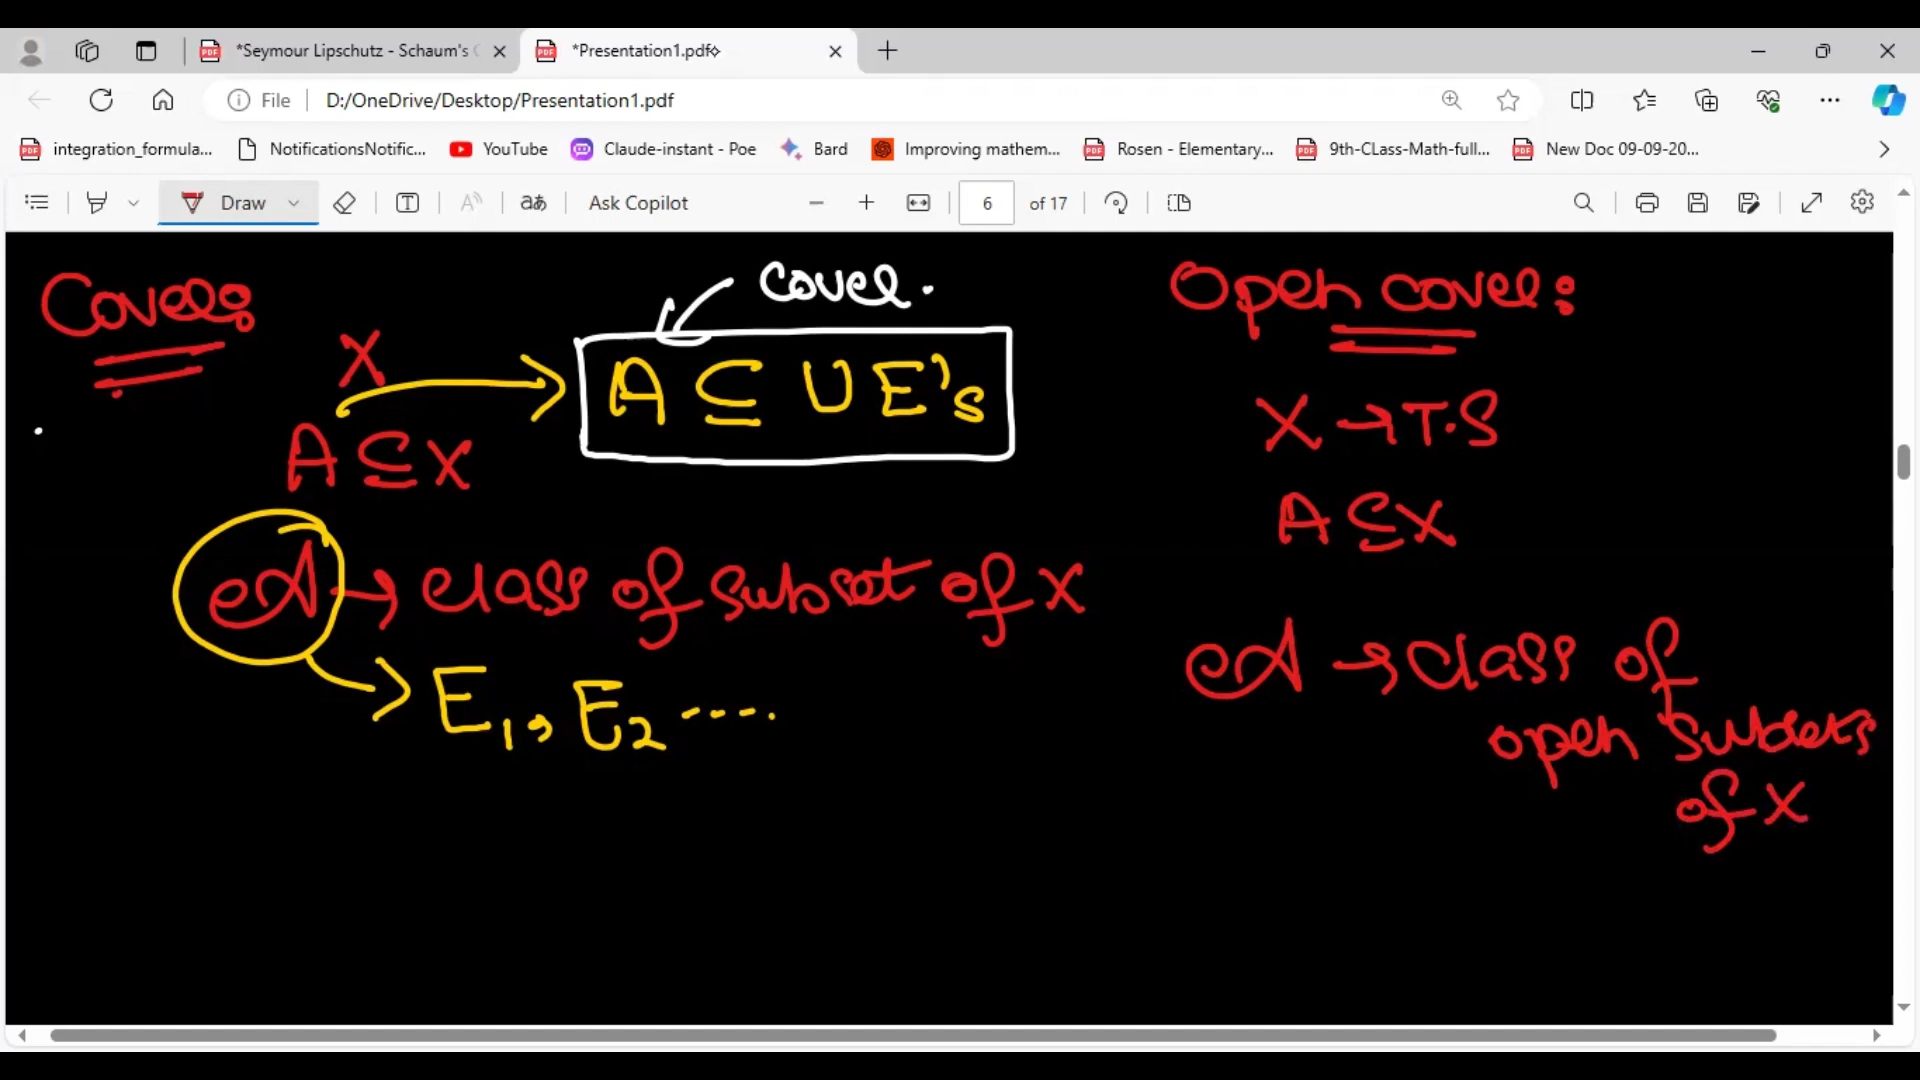 *Seymour Lipschutz - Schaum's
*Presentation1.pdf
File D:/OneDrive/Desktop/Presentation1.pdf
integration_formula... NotificationsNotific... YouTube Claude-instant - Poe Bard Improving mathem... Rosen - Elementary... 9th-CLass-Math-full... New Doc 09-09-20...
Draw Ask Copilot 6 of 17
Cover:
X
A ⊆ X
cover.
A ⊆ ∪ E's
A → class of subset of X
E₁, E₂ ----.
Open cover:
X → T.S
A ⊆ X
A → class of
open subsets
of X